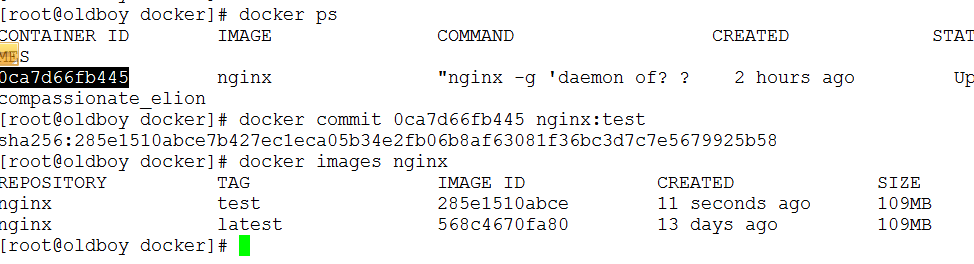 [root@oldboy docker]# docker ps
CONTAINER ID IMAGE COMMAND CREATED STAT
MES
0ca7d66fb445 nginx "nginx -g 'daemon of? ? 2 hours ago Up
compassionate_elion
[root@oldboy docker]# docker commit 0ca7d66fb445 nginx:test
sha256:285e1510abce7b427ec1eca05b34e2fb06b8af63081f36bc3d7c7e5679925b58
[root@oldboy docker]# docker images nginx
REPOSITORY TAG IMAGE ID CREATED SIZE
nginx test 285e1510abce 11 seconds ago 109MB
nginx latest 568c4670fa80 13 days ago 109MB
[root@oldboy docker]#